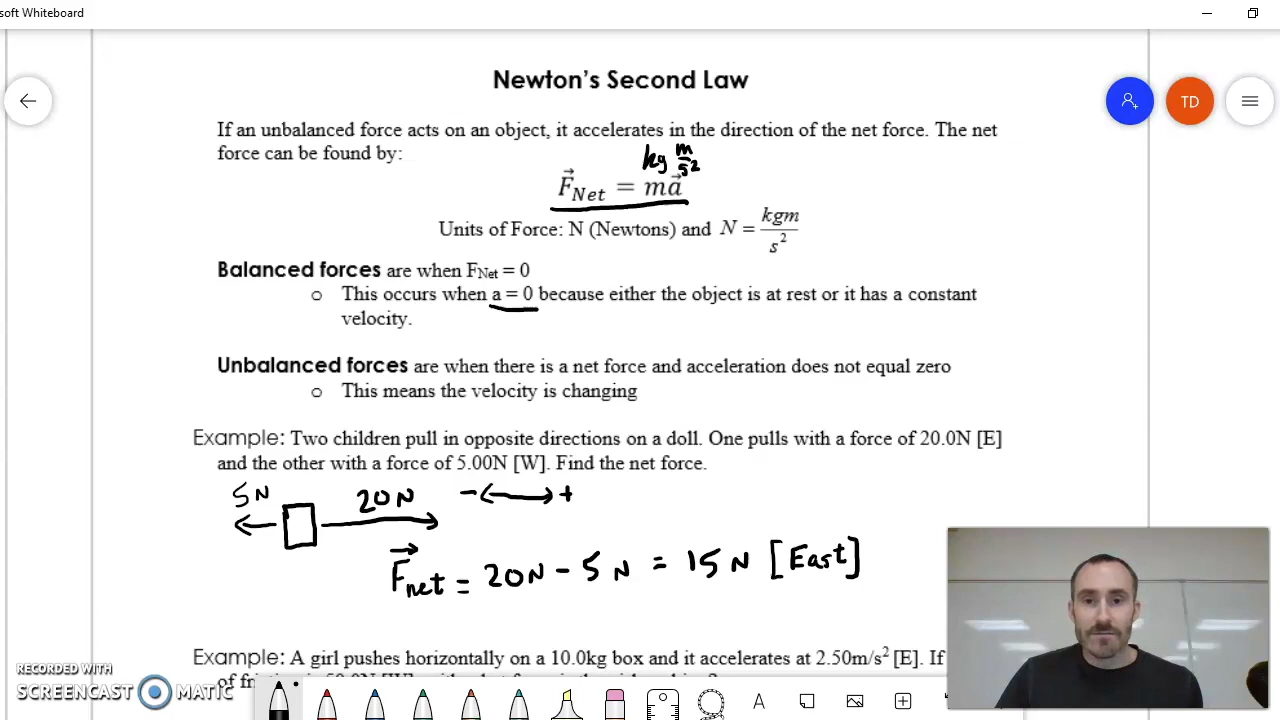 soft Whiteboard
Newton's Second Law
TD
If an unbalanced force acts on an object, it accelerates in the direction of the net force. The net
force can be found by:
kg m/s2
F⃗Net = ma⃗
Units of Force: N (Newtons) and N = kgm/s²
Balanced forces are when FNet = 0
o This occurs when a = 0 because either the object is at rest or it has a constant
velocity.
Unbalanced forces are when there is a net force and acceleration does not equal zero
o This means the velocity is changing
Example: Two children pull in opposite directions on a doll. One pulls with a force of 20.0N [E]
and the other with a force of 5.00N [W]. Find the net force.
5N 20N - +
F⃗net = 20N - 5N = 15N [East]
Example: A girl pushes horizontally on a 10.0kg box and it accelerates at 2.50m/s² [E]. If
RECORDED WITH
SCREENCAST MATIC
A